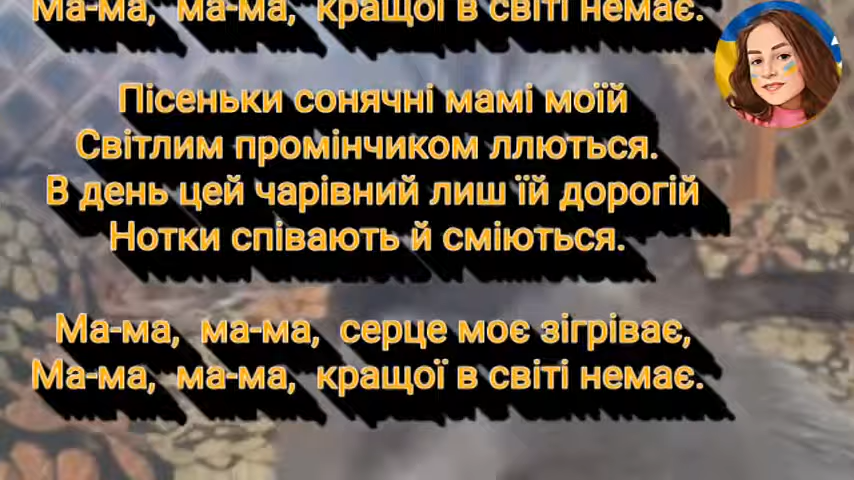 Ма-ма, ма-ма, кращої в світі немає.
Пісеньки сонячні мамі моїй
Світлим промінчиком ллються.
В день цей чарівний лиш їй дорогій
Нотки співають й сміються.
Ма-ма, ма-ма, серце моє зігріває,
Ма-ма, ма-ма, кращої в світі немає.